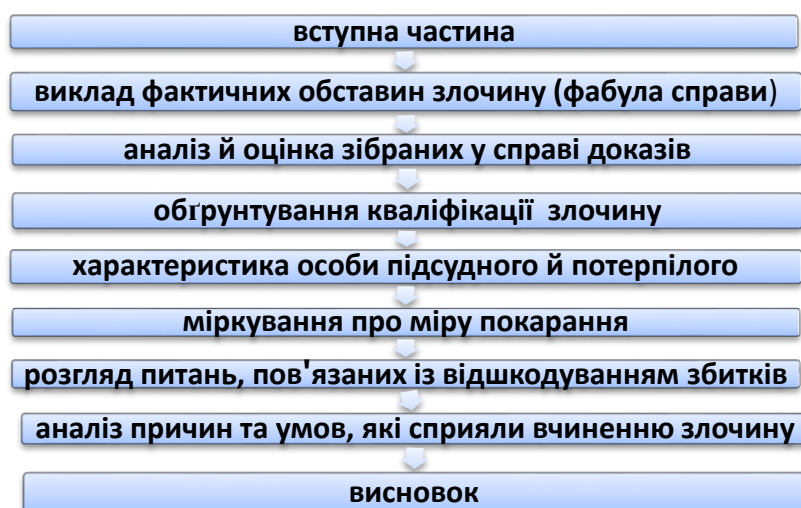 вступна частина
виклад фактичних обставин злочину (фабула справи)
аналіз й оцінка зібраних у справі доказів
обґрунтування кваліфікації злочину
характеристика особи підсудного й потерпілого
міркування про міру покарання
розгляд питань, пов'язаних із відшкодуванням збитків
аналіз причин та умов, які сприяли вчиненню злочину
висновок